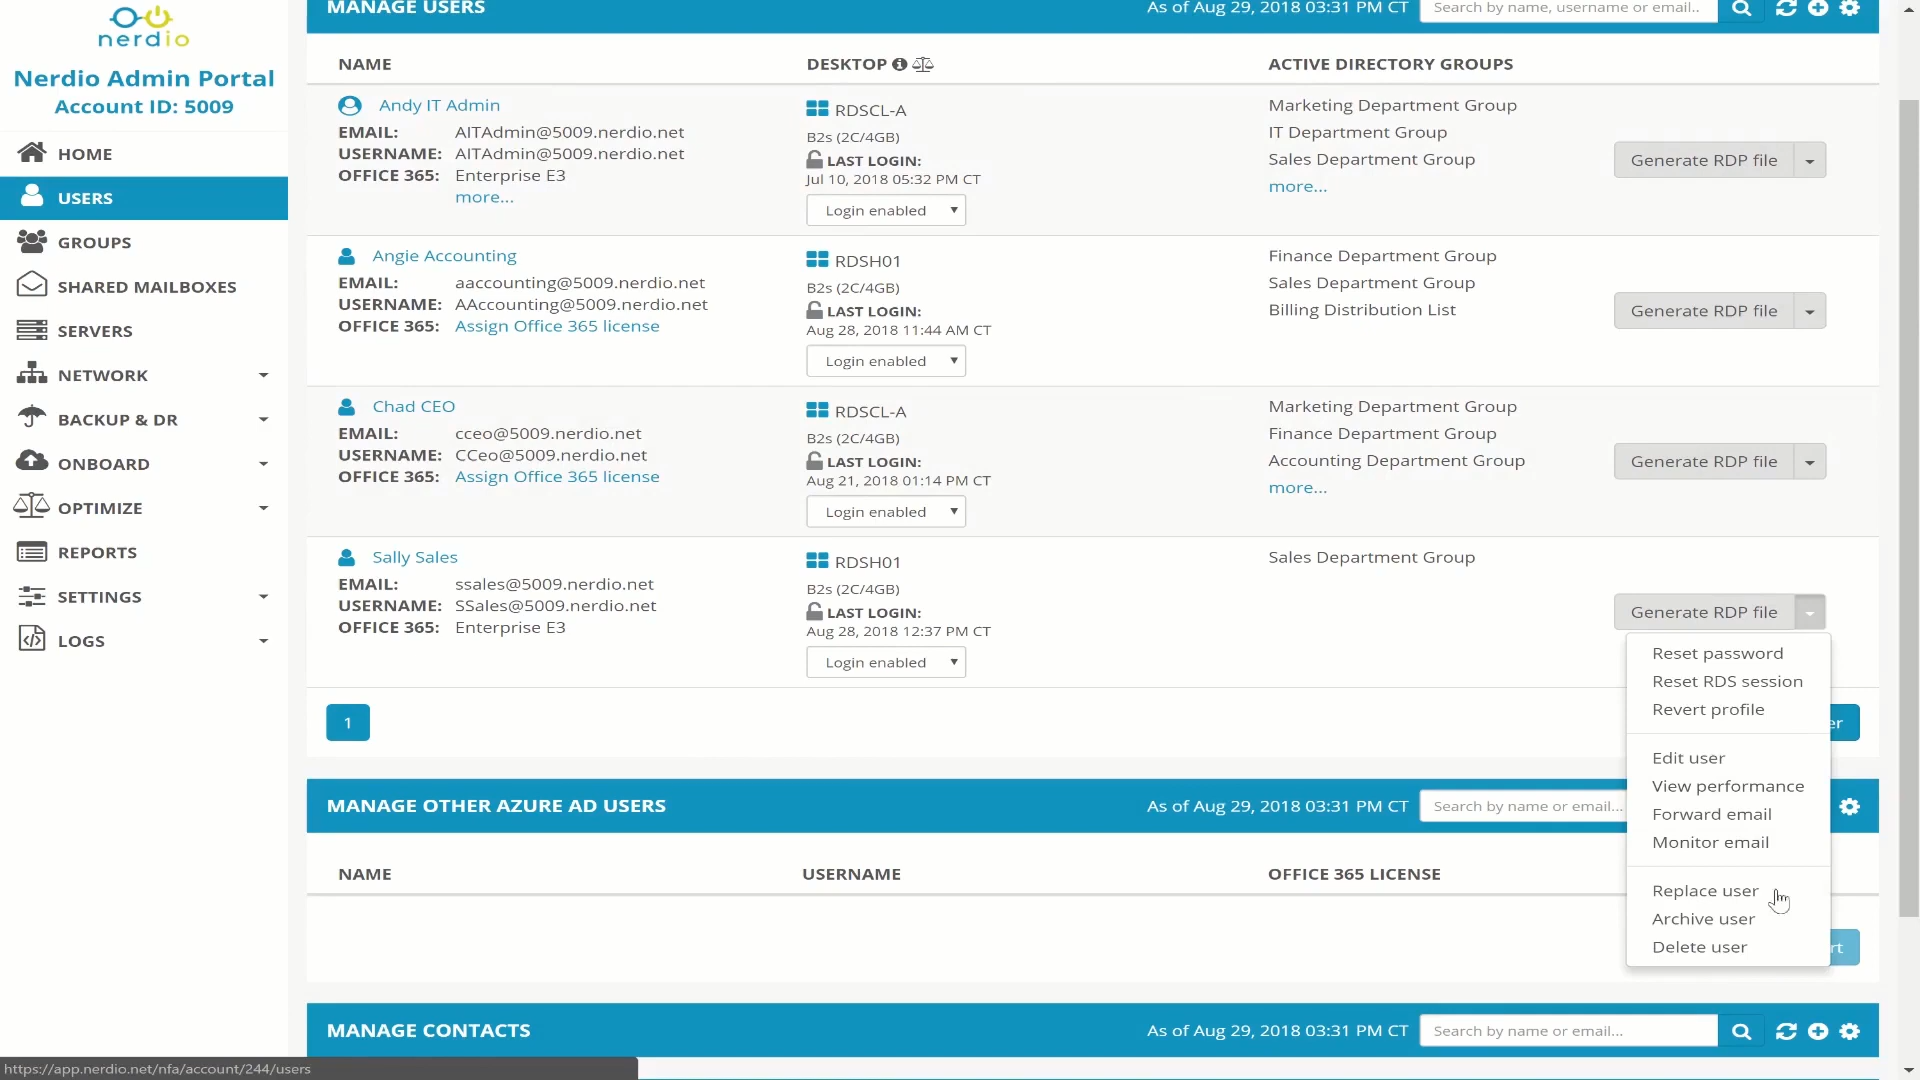 nerdio
Nerdio Admin Portal
Account ID: 5009
HOME
USERS
GROUPS
SHARED MAILBOXES
SERVERS
NETWORK
BACKUP & DR
ONBOARD
OPTIMIZE
REPORTS
SETTINGS
LOGS
MANAGE USERS
As of Aug 29, 2018 03:31 PM CT
Search by name, username or email..
NAME
DESKTOP
ACTIVE DIRECTORY GROUPS
Andy IT Admin
EMAIL: AITAdmin@5009.nerdio.net
USERNAME: AITAdmin@5009.nerdio.net
OFFICE 365: Enterprise E3
more...
RDSCL-A
B2s (2C/4GB)
LAST LOGIN:
Jul 10, 2018 05:32 PM CT
Login enabled
Marketing Department Group
IT Department Group
Sales Department Group
more...
Generate RDP file
Angie Accounting
EMAIL: aaccounting@5009.nerdio.net
USERNAME: AAccounting@5009.nerdio.net
OFFICE 365: Assign Office 365 license
RDSH01
B2s (2C/4GB)
LAST LOGIN:
Aug 28, 2018 11:44 AM CT
Login enabled
Finance Department Group
Sales Department Group
Billing Distribution List
Generate RDP file
Chad CEO
EMAIL: cceo@5009.nerdio.net
USERNAME: CCeo@5009.nerdio.net
OFFICE 365: Assign Office 365 license
RDSCL-A
B2s (2C/4GB)
LAST LOGIN:
Aug 21, 2018 01:14 PM CT
Login enabled
Marketing Department Group
Finance Department Group
Accounting Department Group
more...
Generate RDP file
Sally Sales
EMAIL: ssales@5009.nerdio.net
USERNAME: SSales@5009.nerdio.net
OFFICE 365: Enterprise E3
RDSH01
B2s (2C/4GB)
LAST LOGIN:
Aug 28, 2018 12:37 PM CT
Login enabled
Sales Department Group
Generate RDP file
Reset password
Reset RDS session
Revert profile
Edit user
View performance
Forward email
Monitor email
Replace user
Archive user
Delete user
1
er
MANAGE OTHER AZURE AD USERS
As of Aug 29, 2018 03:31 PM CT
Search by name or email...
NAME
USERNAME
OFFICE 365 LICENSE
rt
MANAGE CONTACTS
As of Aug 29, 2018 03:31 PM CT
Search by name or email...
https://app.nerdio.net/nfa/account/244/users